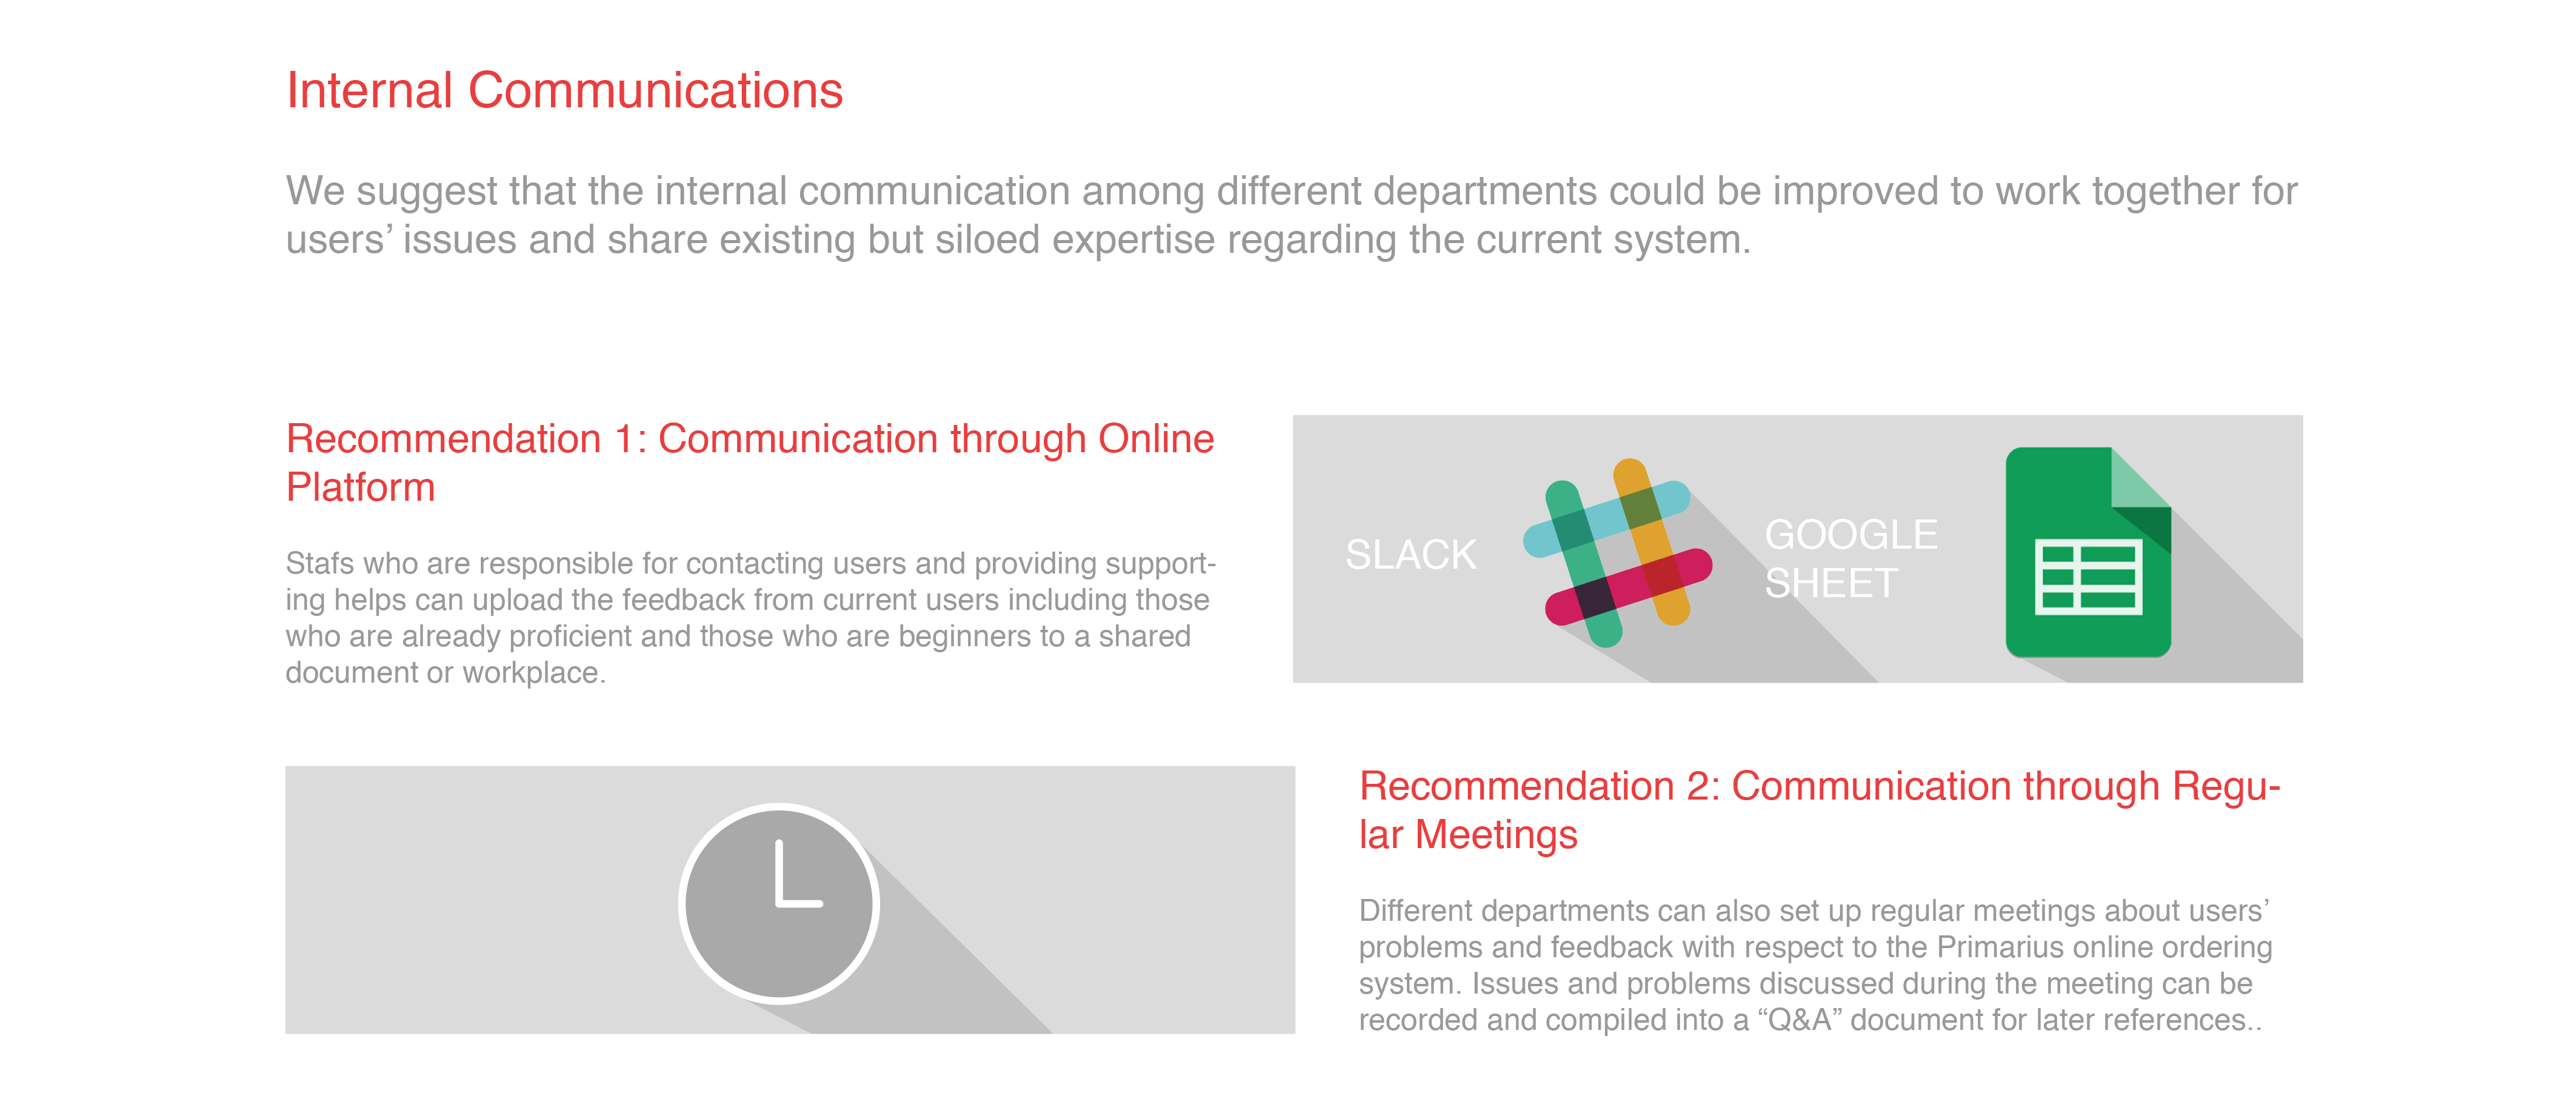 Internal Communications
We suggest that the internal communication among different departments could be improved to work together for
users’ issues and share existing but siloed expertise regarding the current system.
Recommendation 1: Communication through Online
Platform
Stafs who are responsible for contacting users and providing support-
ing helps can upload the feedback from current users including those
who are already proficient and those who are beginners to a shared
document or workplace.
SLACK
GOOGLE
SHEET
Recommendation 2: Communication through Regu-
lar Meetings
Different departments can also set up regular meetings about users’
problems and feedback with respect to the Primarius online ordering
system. Issues and problems discussed during the meeting can be
recorded and compiled into a “Q&A” document for later references..